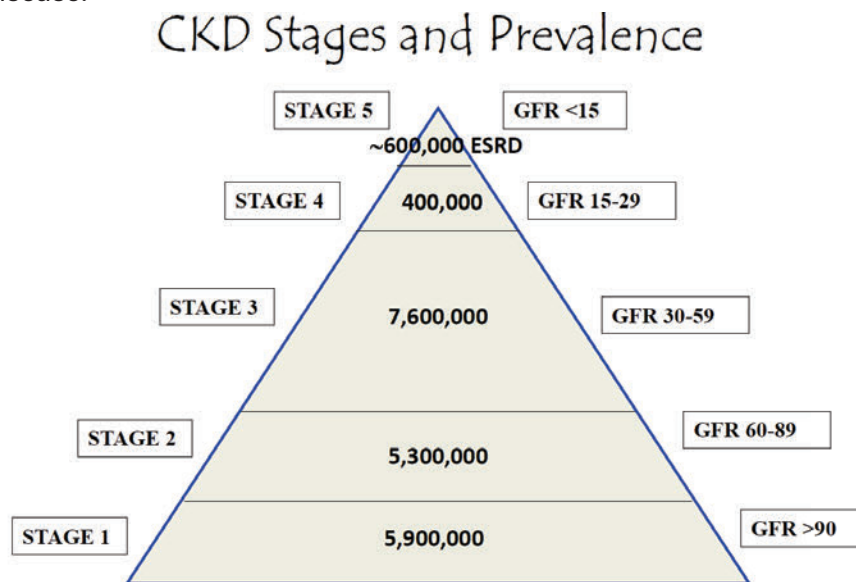 CKD Stages and Prevalence
STAGE 5
GFR <15
~600,000 ESRD
STAGE 4
400,000
GFR 15-29
STAGE 3
7,600,000
GFR 30-59
STAGE 2
5,300,000
GFR 60-89
STAGE 1
5,900,000
GFR >90